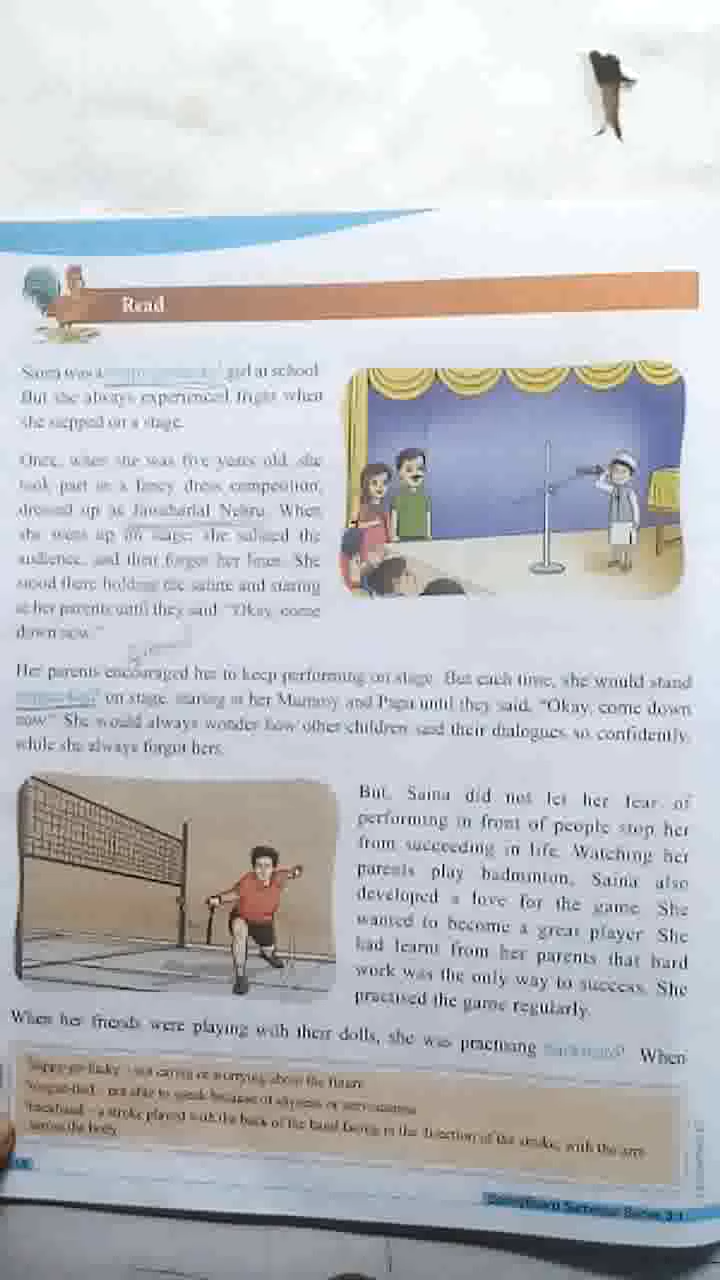 Read
Saina was a happy-go-lucky¹ girl at school.
But she always experienced fright when
she stepped on a stage.
Once, when she was five years old, she
took part in a fancy dress competition,
dressed up as Jawaharlal Nehru. When
she went up on stage, she saluted the
audience, and then forgot her lines. She
stood there holding the salute and staring
at her parents until they said, "Okay, come
down now."
Her parents encouraged her to keep performing on stage. But each time, she would stand
tongue-tied² on stage, staring at her Mummy and Papa until they said, "Okay, come down
now." She would always wonder how other children said their dialogues so confidently,
while she always forgot hers.
But, Saina did not let her fear of
performing in front of people stop her
from succeeding in life. Watching her
parents play badminton, Saina also
developed a love for the game. She
wanted to become a great player. She
had learnt from her parents that hard
work was the only way to success. She
practised the game regularly.
When her friends were playing with their dolls, she was practising backhand³. When
happy-go-lucky – not caring or worrying about the future
tongue-tied – not able to speak because of shyness or nervousness
backhand – a stroke played with the back of the hand facing in the direction of the stroke, with the arm
across the body
Semester Series 3.1